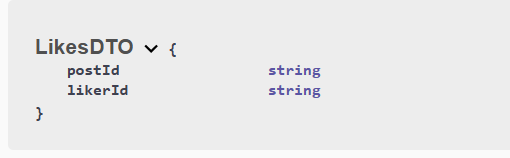 LikesDTO {
postId string
likerId string
}